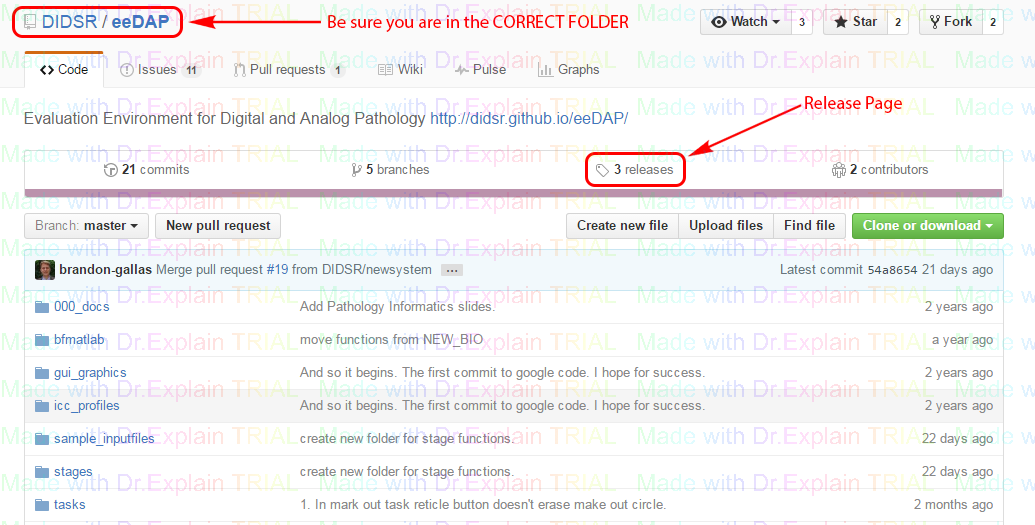 DIDSR / eeDAP
Be sure you are in the CORRECT FOLDER
Watch 3 Star 2 Fork 2
Code Issues 11 Pull requests 1 Wiki Pulse Graphs
Release Page
Evaluation Environment for Digital and Analog Pathology http://didsr.github.io/eeDAP/
21 commits 5 branches 3 releases 2 contributors
Branch: master New pull request Create new file Upload files Find file Clone or download
brandon-gallas Merge pull request #19 from DIDSR/newsystem ... Latest commit 54a8654 21 days ago
000_docs Add Pathology Informatics slides. 2 years ago
bfmatlab move functions from NEW_BIO a year ago
gui_graphics And so it begins. The first commit to google code. I hope for success. 2 years ago
icc_profiles And so it begins. The first commit to google code. I hope for success. 2 years ago
sample_inputfiles create new folder for stage functions. 22 days ago
stages create new folder for stage functions. 22 days ago
tasks 1. In mark out task reticle button doesn't erase make out circle. 2 months ago
Made with Dr.Explain TRIAL